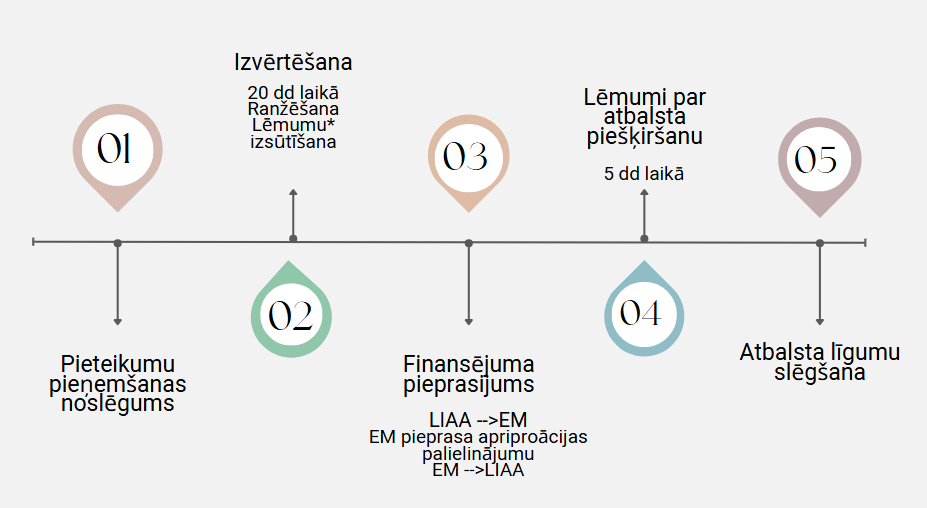 01
Pieteikumu
pieņemšanas
noslēgums
Izvērtēšana
20 dd laikā
Ranžēšana
Lēmumu*
izsūtīšana
02
03
Finansējuma
pieprasījums
LIAA -->EM
EM pieprasa apriproācijas
palielinājumu
EM -->LIAA
Lēmumi par
atbalsta
piešķiršanu
5 dd laikā
04
05
Atbalsta līgumu
slēgšana